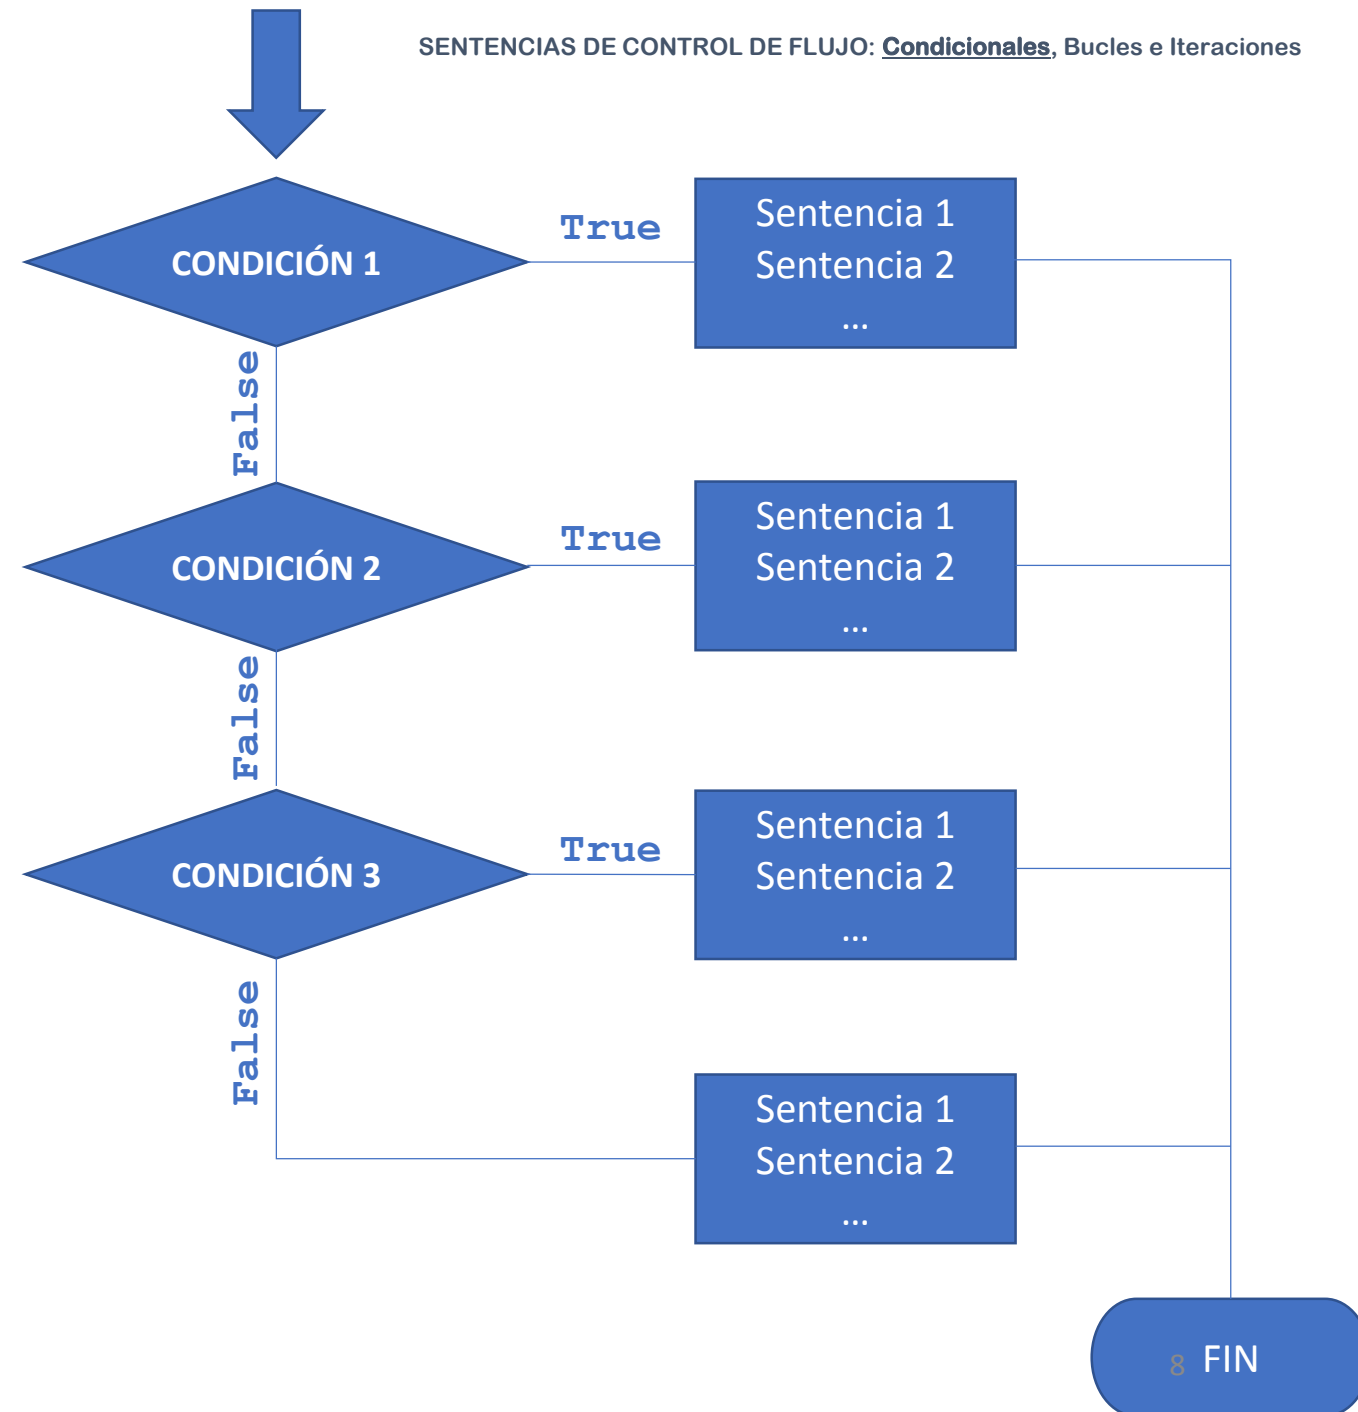 SENTENCIAS DE CONTROL DE FLUJO: Condicionales, Bucles e Iteraciones
CONDICIÓN 1
True
Sentencia 1
Sentencia 2
...
False
CONDICIÓN 2
True
Sentencia 1
Sentencia 2
...
False
CONDICIÓN 3
True
Sentencia 1
Sentencia 2
...
False
Sentencia 1
Sentencia 2
...
8
FIN